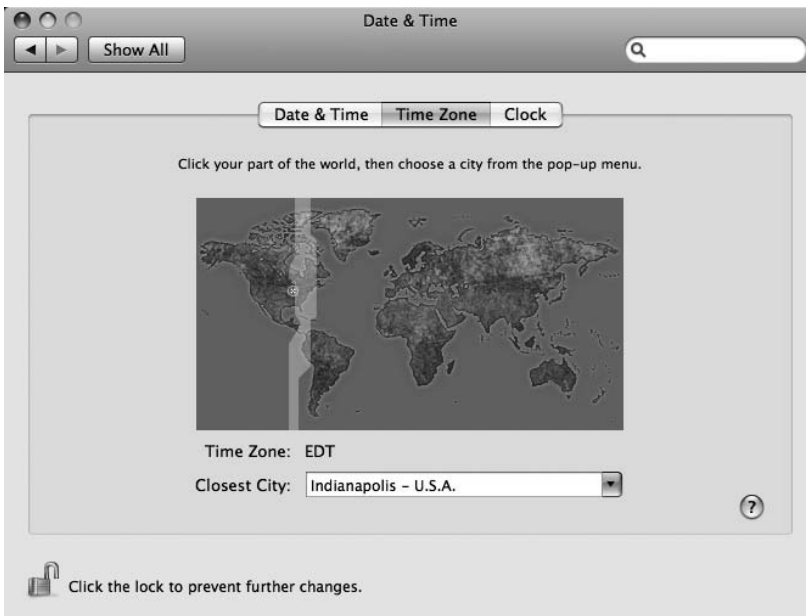 Date & Time
Show All
Date & Time Time Zone Clock
Click your part of the world, then choose a city from the pop-up menu.
Time Zone: EDT
Closest City: Indianapolis - U.S.A.
?
Click the lock to prevent further changes.